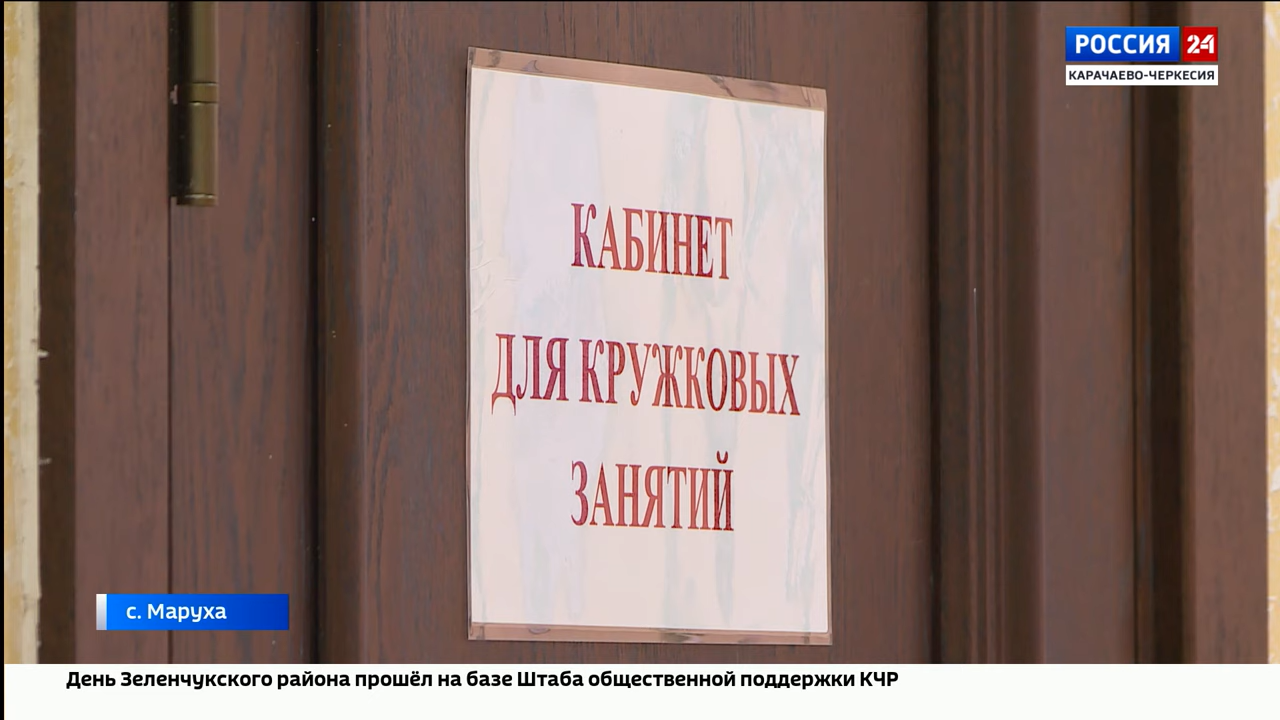 РОССИЯ 24
КАРАЧАЕВО-ЧЕРКЕСИЯ
КАБИНЕТ
ДЛЯ КРУЖКОВЫХ
ЗАНЯТИЙ
с. Маруха
День Зеленчукского района прошёл на базе Штаба общественной поддержки КЧР